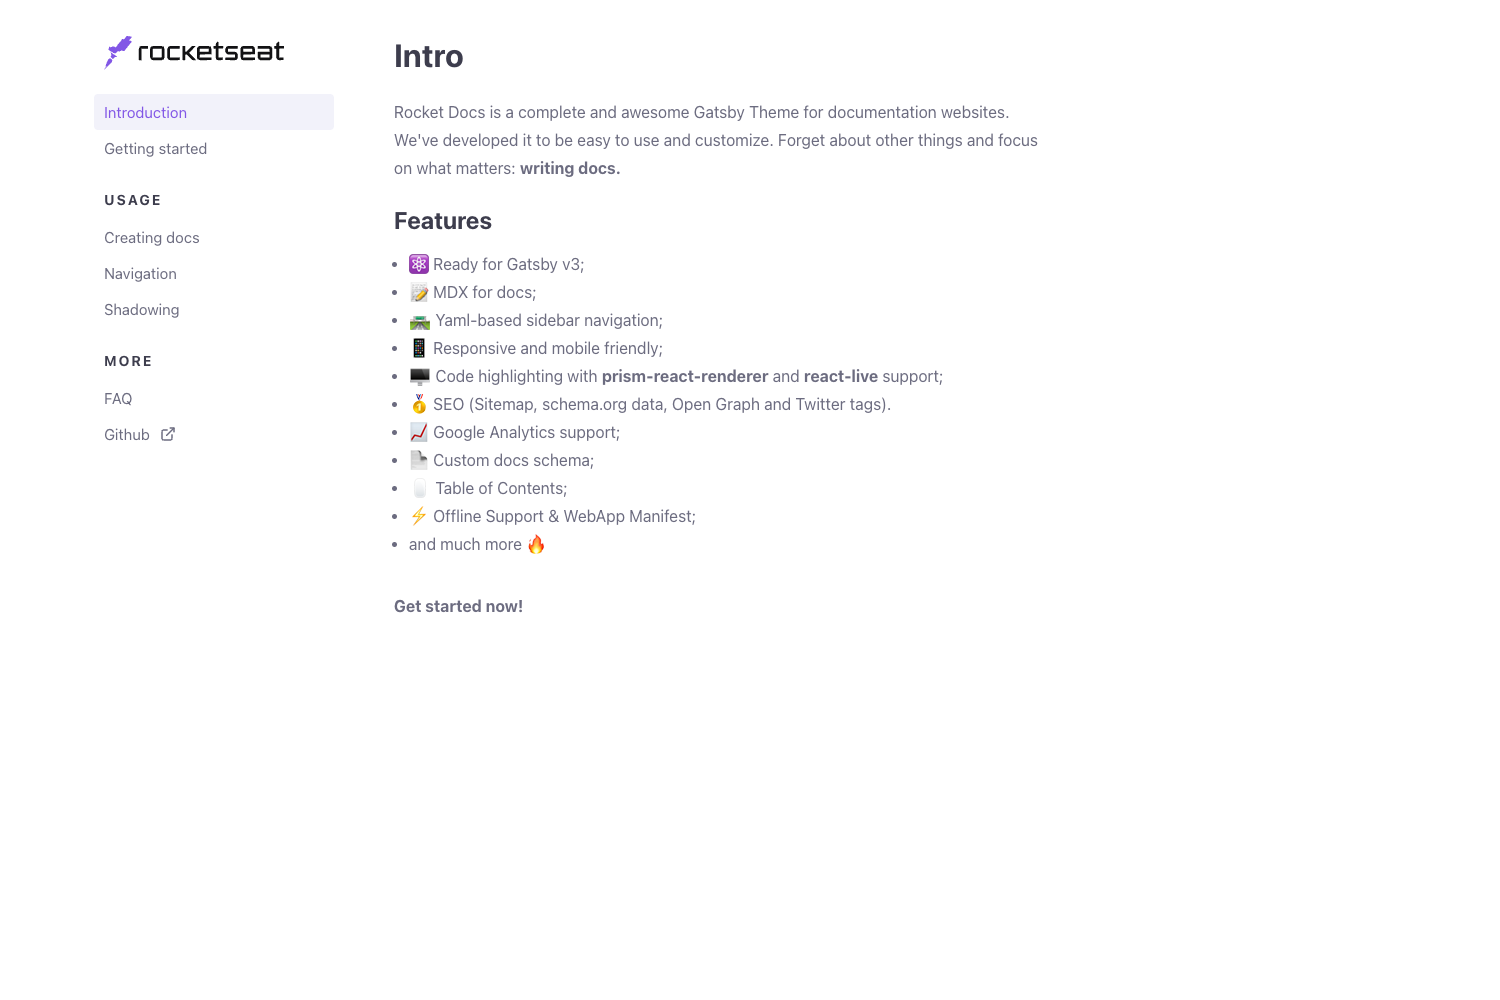 rocketseat
Introduction
Getting started
USAGE
Creating docs
Navigation
Shadowing
MORE
FAQ
Github
Intro
Rocket Docs is a complete and awesome Gatsby Theme for documentation websites.
We've developed it to be easy to use and customize. Forget about other things and focus
on what matters: writing docs.
Features
• ⚛️ Ready for Gatsby v3;
• 📝 MDX for docs;
• 🛣️ Yaml-based sidebar navigation;
• 📱 Responsive and mobile friendly;
• 🖥️ Code highlighting with prism-react-renderer and react-live support;
• 🥇 SEO (Sitemap, schema.org data, Open Graph and Twitter tags).
• 📈 Google Analytics support;
• 📄 Custom docs schema;
• Table of Contents;
• ⚡ Offline Support & WebApp Manifest;
• and much more 🔥
Get started now!